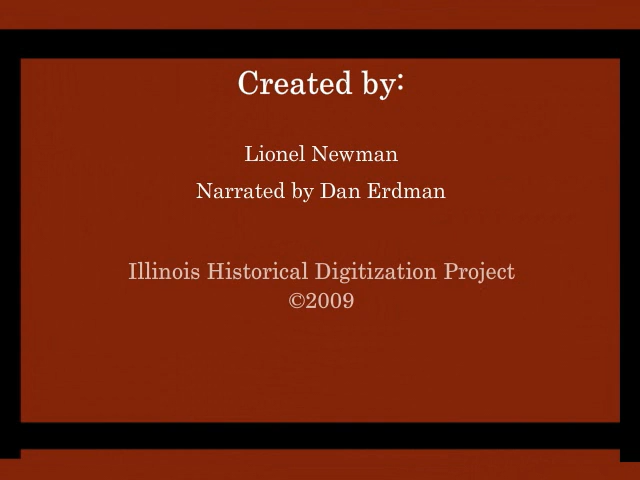 Created by:
Lionel Newman
Narrated by Dan Erdman
Illinois Historical Digitization Project
©2009